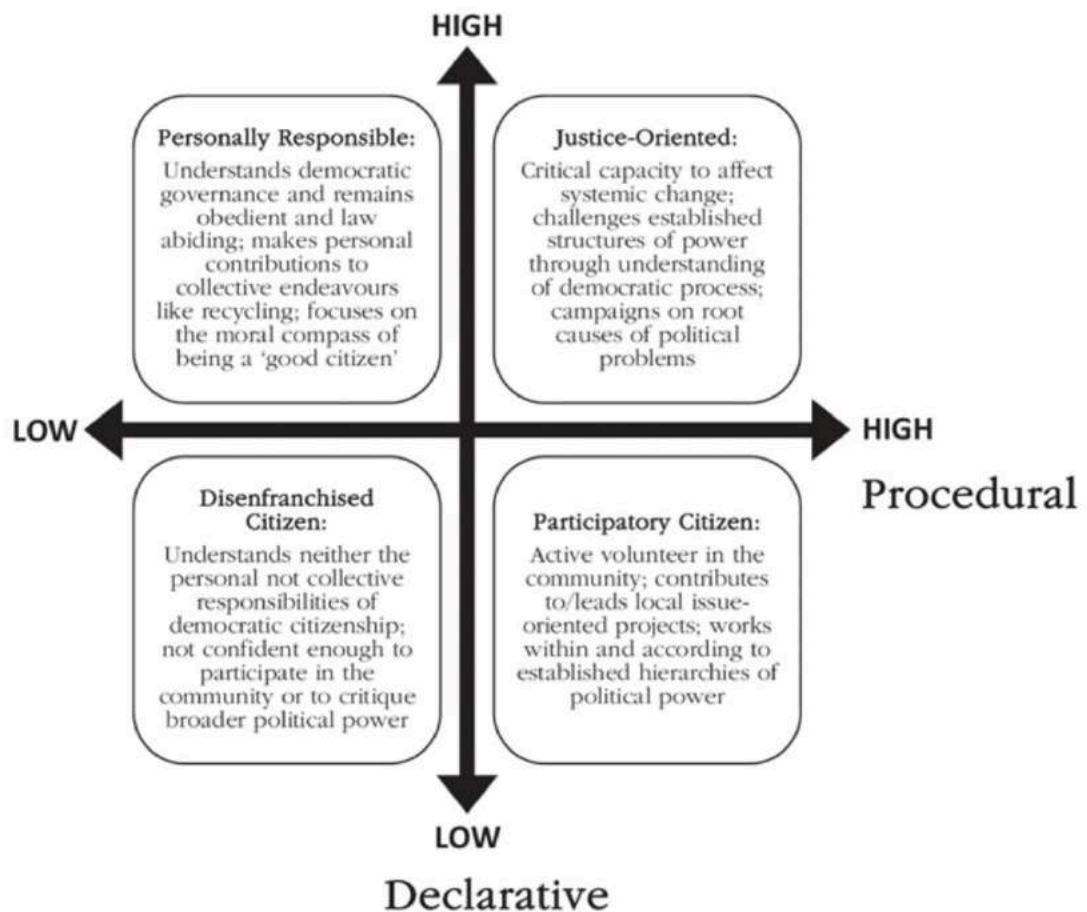 HIGH
Personally Responsible:
Understands democratic
governance and remains
obedient and law
abiding; makes personal
contributions to
collective endeavours
like recycling; focuses on
the moral compass of
being a ‘good citizen’
Justice-Oriented:
Critical capacity to affect
systemic change;
challenges established
structures of power
through understanding
of democratic process;
campaigns on root
causes of political
problems
LOW
HIGH
Procedural
Disenfranchised
Citizen:
Understands neither the
personal not collective
responsibilities of
democratic citizenship;
not confident enough to
participate in the
community or to critique
broader political power
Participatory Citizen:
Active volunteer in the
community; contributes
to/leads local issue-
oriented projects; works
within and according to
established hierarchies of
political power
LOW
Declarative